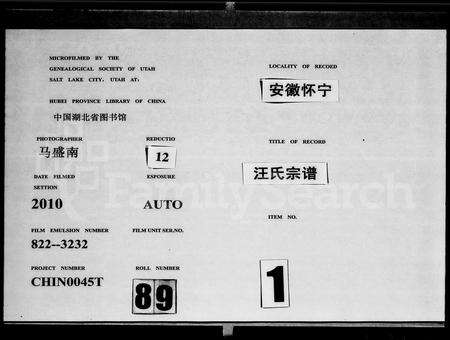 MICROFILMED BY THE
GENEALOGICAL SOCIETY OF UTAH
SALT LAKE CITY, UTAH AT:
HUBEI PROVINCE LIBRARY OF CHINA
中国湖北省图书馆
PHOTOGRAPHER
马盛南
REDUCTIO
12
DATE FILMED
SETTION
2010
EXPOSURE
AUTO
FILM EMULSION NUMBER
822--3232
FILM UNIT SER.NO.
PROJECT NUMBER
CHIN0045T
ROLL NUMBER
89
LOCALITY OF RECOED
安徽怀宁
TITLE OF RECORD
汪氏宗谱
ITEM NO.
1
FamilySearch